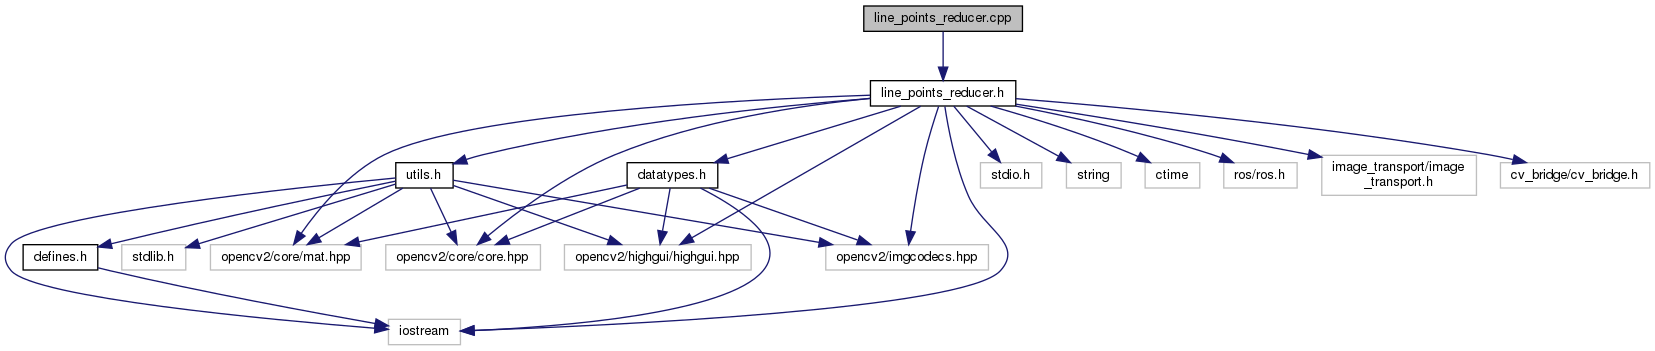 line_points_reducer.cpp
line_points_reducer.h
utils.h
datatypes.h
stdio.h
string
ctime
ros/ros.h
image_transport/image
_transport.h
cv_bridge/cv_bridge.h
defines.h
stdlib.h
opencv2/core/mat.hpp
opencv2/core/core.hpp
opencv2/highgui/highgui.hpp
opencv2/imgcodecs.hpp
iostream